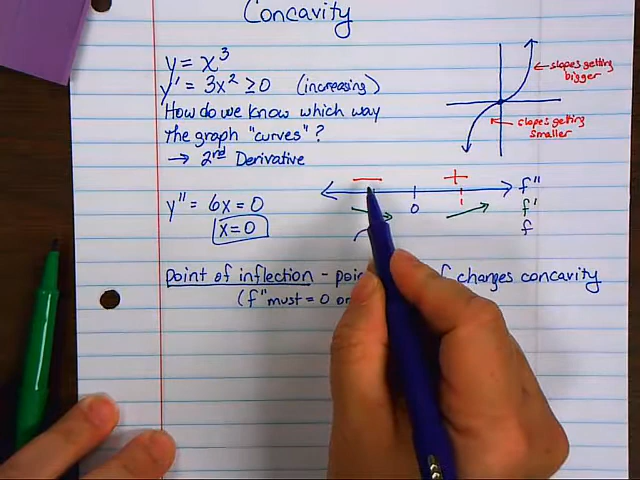 Concavity
y = x³
y' = 3x² ≥ 0 (increasing)
How do we know which way
the graph "curves"?
→ 2nd Derivative
slopes getting
bigger
slopes getting
smaller
y" = 6x = 0
x = 0
— +
0
f"
f'
f
point of inflection - f changes concavity
(f" must = 0 or